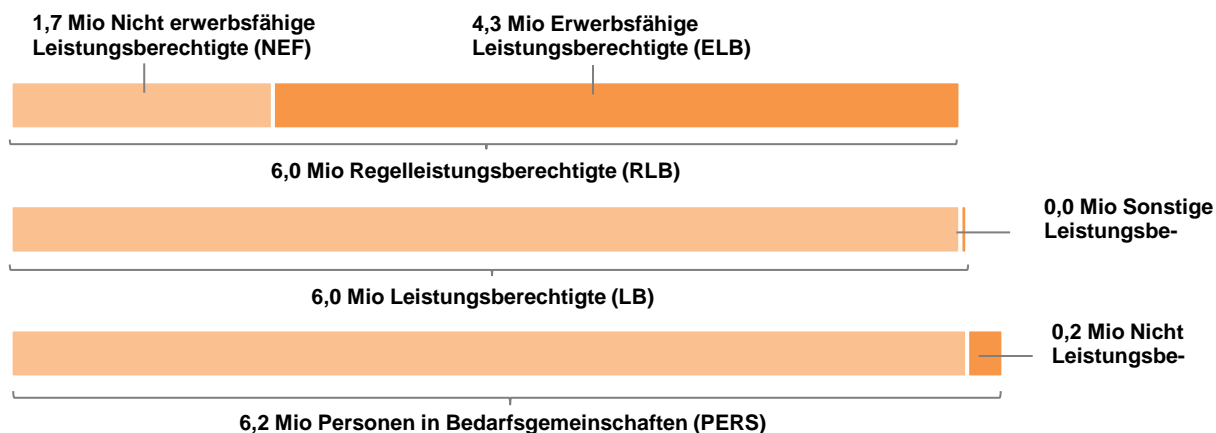 1,7 Mio Nicht erwerbsfähige
Leistungsberechtigte (NEF)
4,3 Mio Erwerbsfähige
Leistungsberechtigte (ELB)
6,0 Mio Regelleistungsberechtigte (RLB)
0,0 Mio Sonstige
Leistungsbe-
6,0 Mio Leistungsberechtigte (LB)
0,2 Mio Nicht
Leistungsbe-
6,2 Mio Personen in Bedarfsgemeinschaften (PERS)